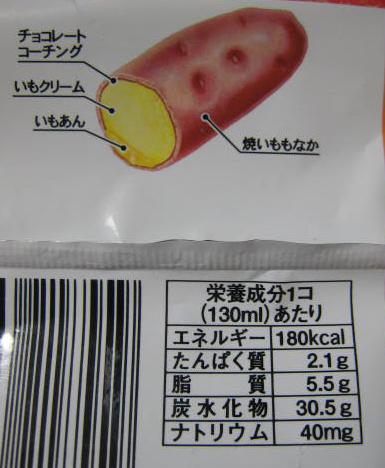 チョコレート
コーチング
いもクリーム
いもあん
焼いももなか
栄養成分1コ
(130ml)あたり
エネルギー 180kcal
たんぱく質 2.1g
脂質 5.5g
炭水化物 30.5g
ナトリウム 40mg